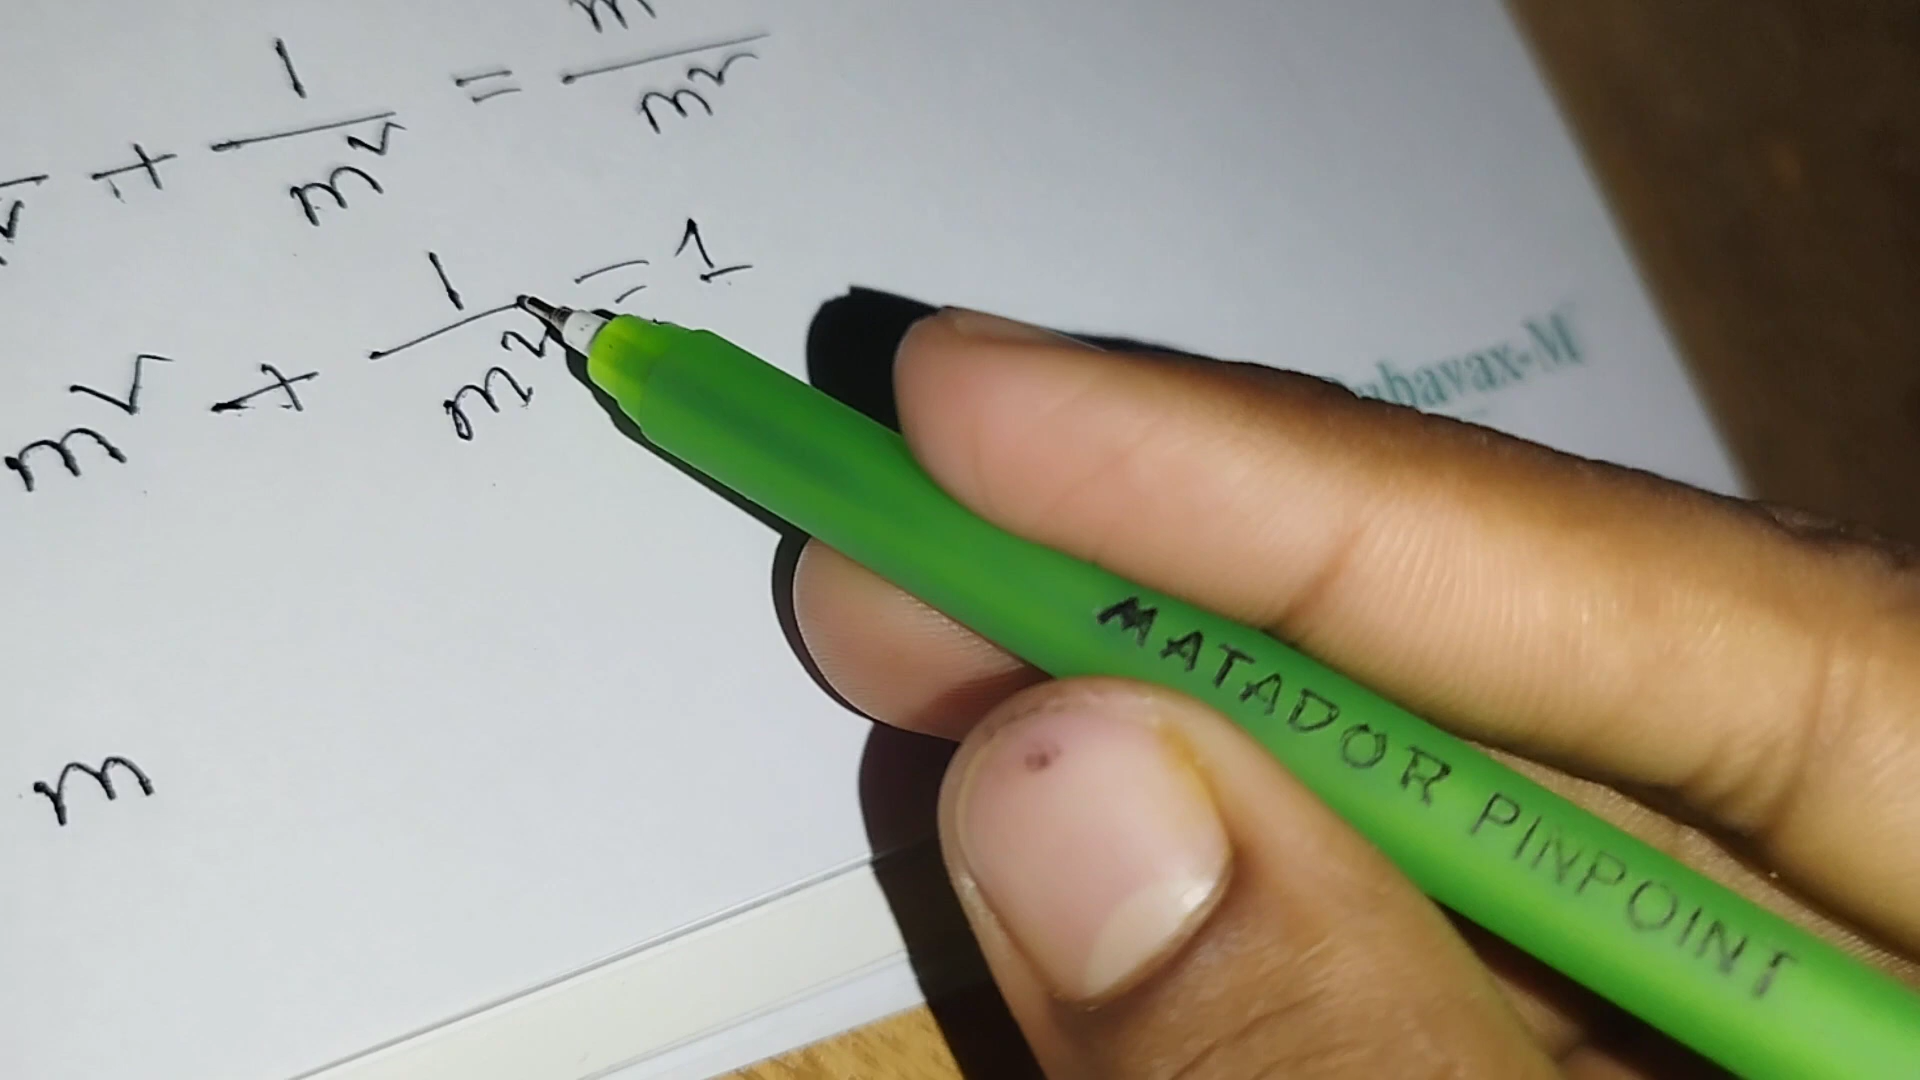 + 1/m² = m/m²
m² + 1/m² = 1
m
MATADOR PINPOINT